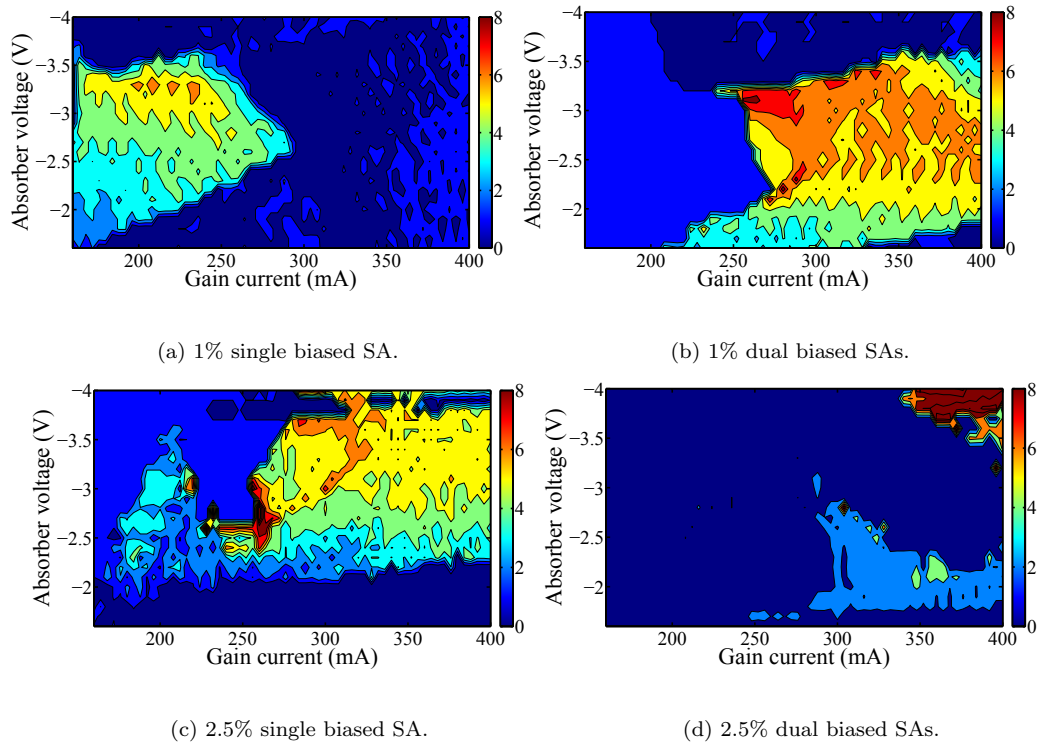 −4
−3.5
−3
−2.5
−2
Absorber voltage (V)
200 250 300 350 400
Gain current (mA)
8
6
4
2
0
−4
−3.5
−3
−2.5
−2
Absorber voltage (V)
200 250 300 350 400
Gain current (mA)
8
6
4
2
0
(a) 1% single biased SA.
(b) 1% dual biased SAs.
−4
−3.5
−3
−2.5
−2
Absorber voltage (V)
200 250 300 350 400
Gain current (mA)
8
6
4
2
0
−4
−3.5
−3
−2.5
−2
Absorber voltage (V)
200 250 300 350 400
Gain current (mA)
8
6
4
2
0
(c) 2.5% single biased SA.
(d) 2.5% dual biased SAs.